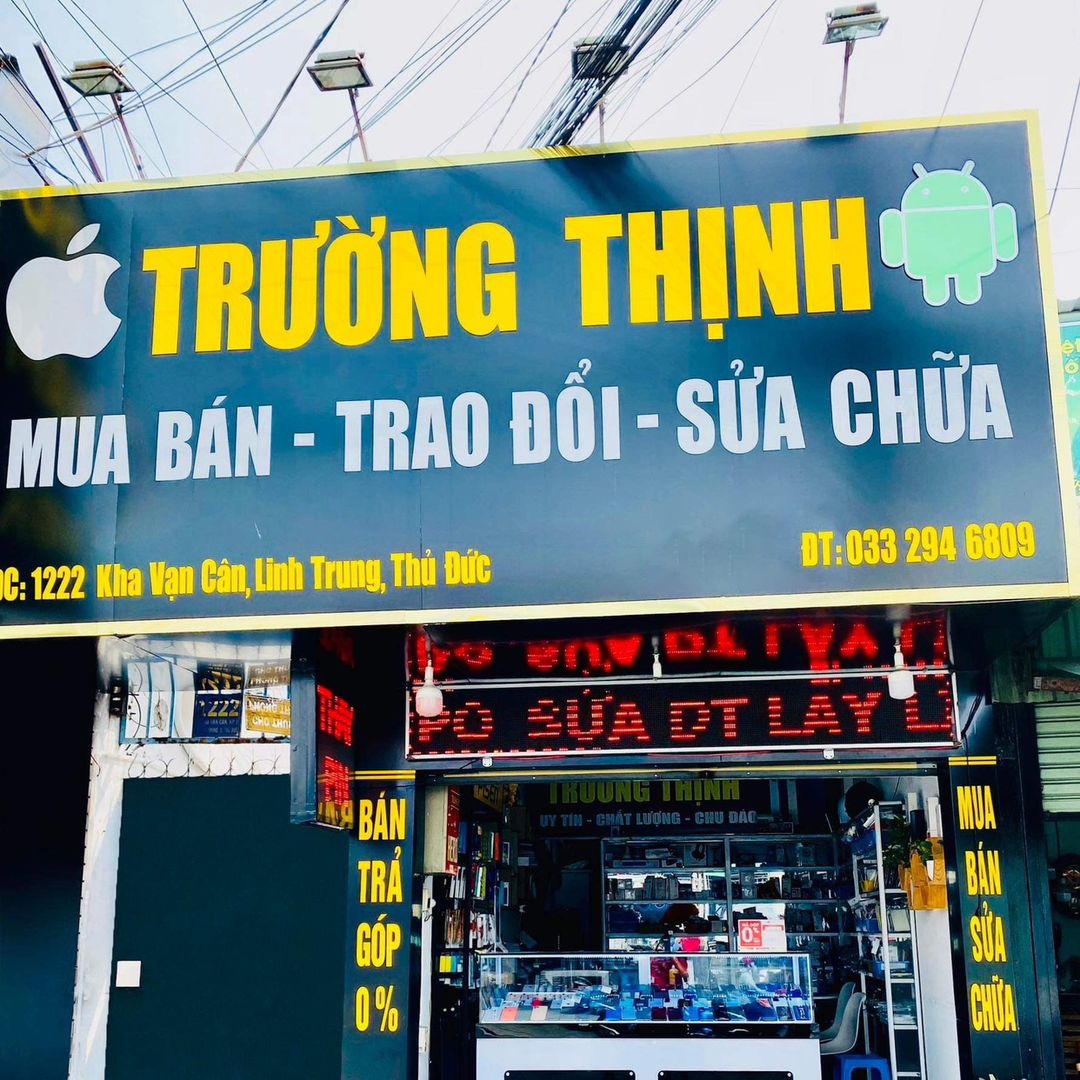 TRƯỜNG THỊNH
MUA BÁN - TRAO ĐỔI - SỬA CHỮA
ĐC: 1222 Kha Vạn Cân, Linh Trung, Thủ Đức
ĐT: 033 294 6809
SỬA ĐT LẤY
TRƯỜNG THỊNH
UY TÍN - CHẤT LƯỢNG - CHU ĐÁO
BÁN
TRẢ
GÓP
0%
MUA
BÁN
SỬA
CHỮA
0%